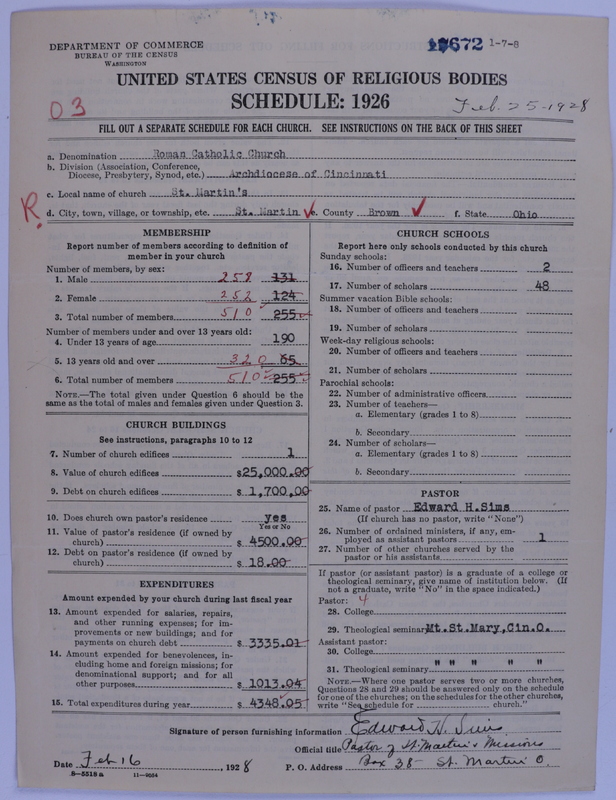 DEPARTMENT OF COMMERCE
BUREAU OF THE CENSUS
WASHINGTON
672 1-7-8
UNITED STATES CENSUS OF RELIGIOUS BODIES
SCHEDULE: 1926
03
Feb. 25-1928
FILL OUT A SEPARATE SCHEDULE FOR EACH CHURCH. SEE INSTRUCTIONS ON THE BACK OF THIS SHEET
a. Denomination Roman Catholic Church
b. Division (Association, Conference,
Diocese, Presbytery, Synod, etc.) Archdiocese of Cincinnati
c. Local name of church St. Martin's
R. d. City, town, village, or township, etc. St. Martin e. County Brown f. State Ohio
MEMBERSHIP
Report number of members according to definition of
member in your church
Number of members, by sex:
1. Male 258 131
2. Female 252 124
3. Total number of members 510 255
Number of members under and over 13 years old:
4. Under 13 years of age 190
5. 13 years old and over 320 65
6. Total number of members 510 255
NOTE.—The total given under Question 6 should be
same as the total of males and females given under Question 3.
CHURCH BUILDINGS
See instructions, paragraphs 10 to 12
7. Number of church edifices 1
8. Value of church edifices $25,000.00
9. Debt on church edifices $ 1,700.00
10. Does church own pastor's residence yes
Yes or No
11. Value of pastor's residence (if owned by
church) $ 4500.00
12. Debt on pastor's residence (if owned by
church) $ 18.00
EXPENDITURES
Amount expended by your church during last fiscal year
13. Amount expended for salaries, repairs,
and other running expenses; for im-
provements or new buildings; and for
payments on church debt $ 3335.01
14. Amount expended for benevolences, in-
cluding home and foreign missions; for
denominational support; and for all
other purposes $ 1013.04
15. Total expenditures during year $ 4348.05
CHURCH SCHOOLS
Report here only schools conducted by this church
Sunday schools:
16. Number of officers and teachers 2
17. Number of scholars 48
Summer vacation Bible schools:
18. Number of officers and teachers
19. Number of scholars
Week-day religious schools:
20. Number of officers and teachers
21. Number of scholars
Parochial schools:
22. Number of administrative officers
23. Number of teachers—
a. Elementary (grades 1 to 8)
b. Secondary
24. Number of scholars—
a. Elementary (grades 1 to 8)
b. Secondary
PASTOR
25. Name of pastor Edward H.Sims
(If church has no pastor, write "None")
26. Number of ordained ministers, if any, em-
ployed as assistant pastors 1
27. Number of other churches served by the
pastor or his assistants
If pastor (or assistant pastor) is a graduate of a college or
theological seminary, give name of institution below. (If
not a graduate, write "No" in the space indicated.)
Pastor: 4
28. College
29. Theological seminary Mt.St.Mary,Cin.O.
Assistant pastor:
30. College
31. Theological seminary " " " " "
NOTE.—Where one pastor serves two or more churches,
Questions 28 and 29 should be answered only on the schedule
for one of the churches; on the schedules for the other churches,
write "See schedule for church."
Signature of person furnishing information Edward H. Sims
Official title Pastor of St. Martin's & Missions
Date Feb 16, 1928 P. O. Address Box 38 - St. Martin O.
8-5518 a 11-9554